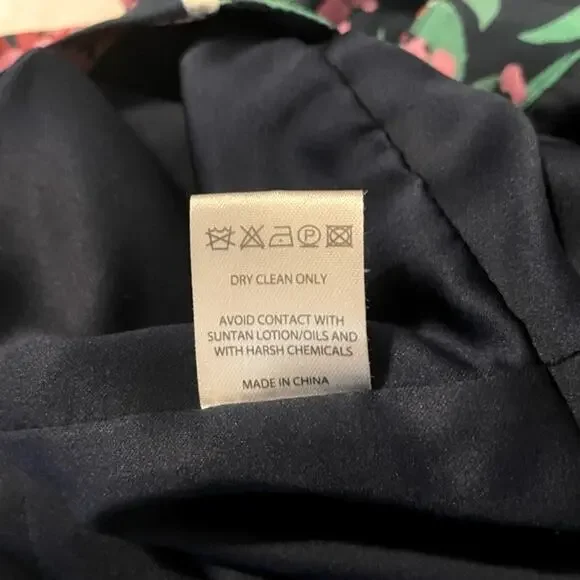 DRY CLEAN ONLY
AVOID CONTACT WITH
SUNTAN LOTION/OILS AND
WITH HARSH CHEMICALS
MADE IN CHINA